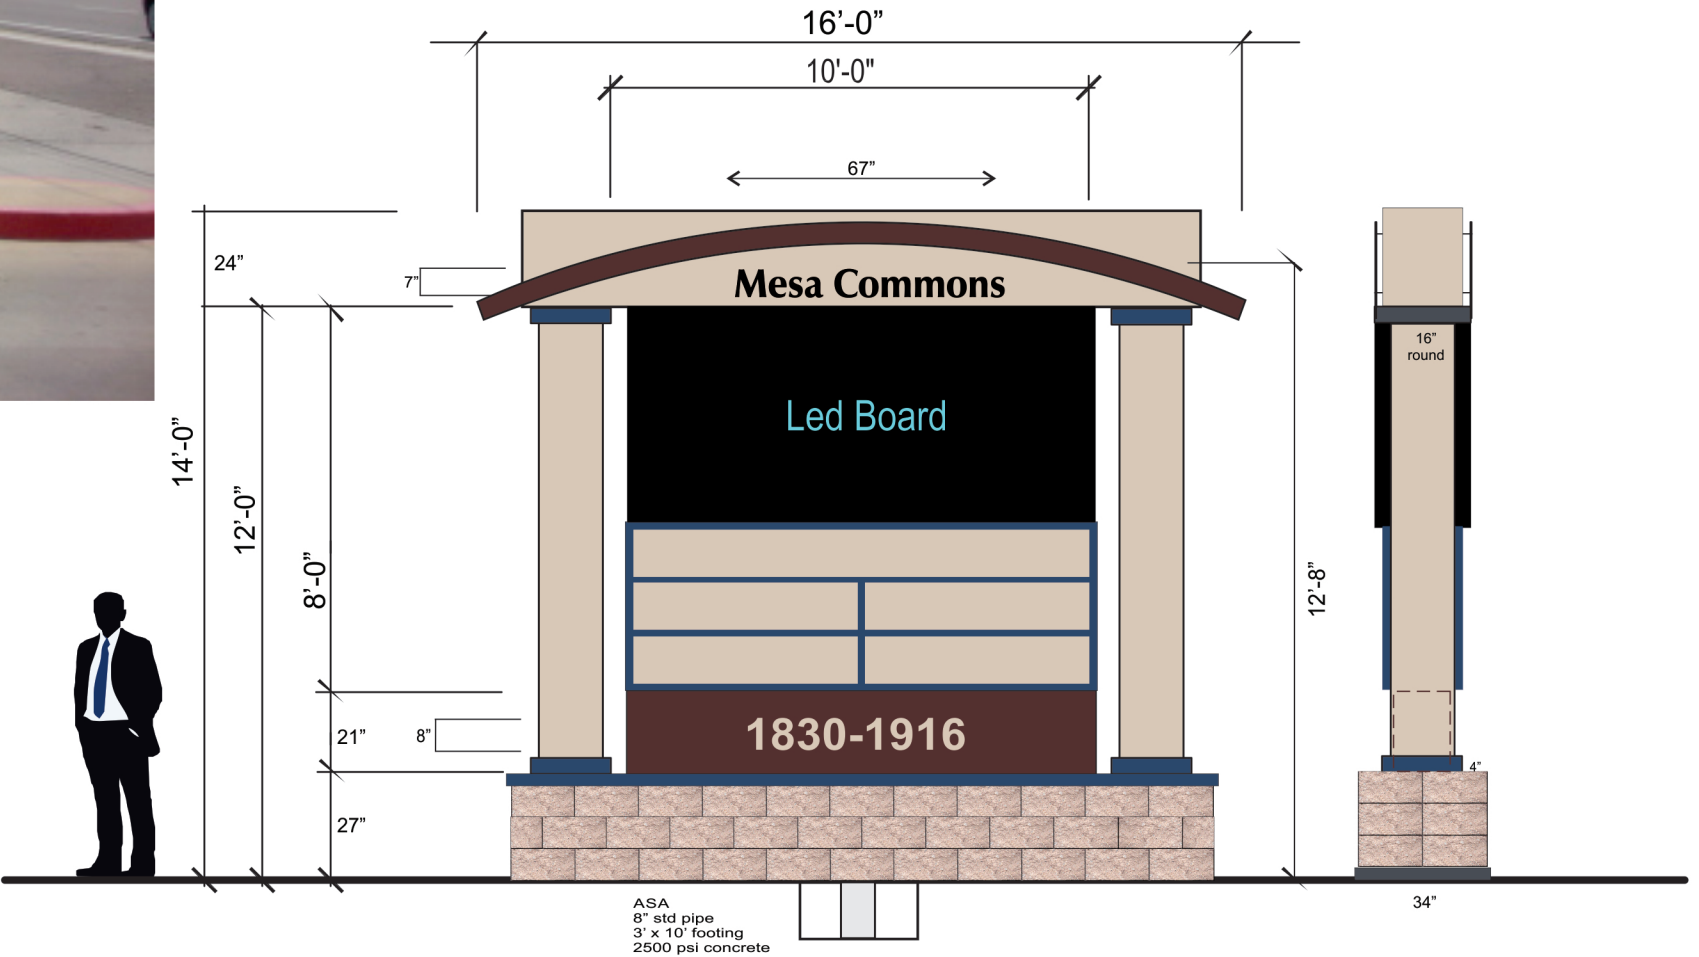 16’-0”
10'-0"
67”
24”
7”
Mesa Commons
16”
round
Led Board
14’-0”
12’-0”
8’-0”
12’-8”
21”
8”
1830-1916
4”
27”
34”
ASA
8” std pipe
3’ x 10’ footing
2500 psi concrete